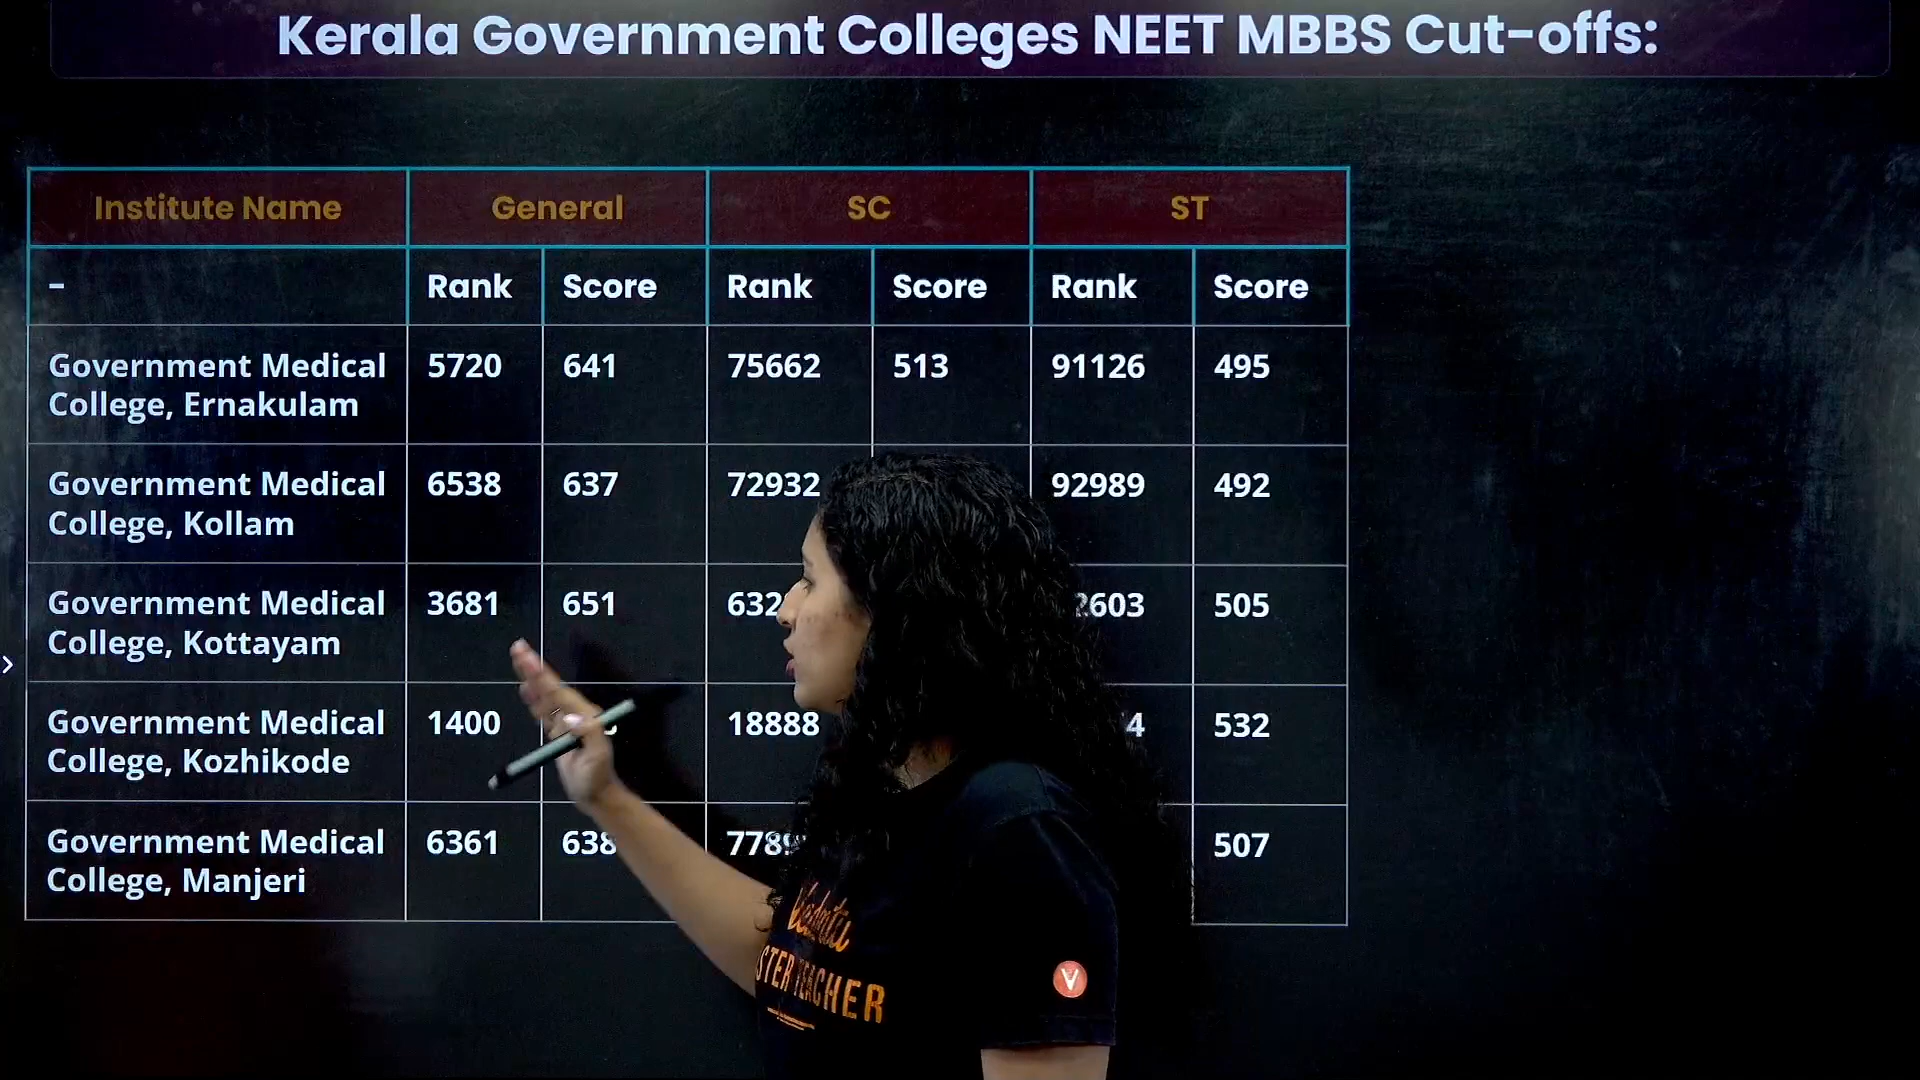 Kerala Government Colleges NEET MBBS Cut-offs:
Institute Name General SC ST
- Rank Score Rank Score Rank Score
Government Medical College, Ernakulam 5720 641 75662 513 91126 495
Government Medical College, Kollam 6538 637 72932 92989 492
Government Medical College, Kottayam 3681 651 505
Government Medical College, Kozhikode 1400 18888 532
Government Medical College, Manjeri 6361 638 507
Vedantu
TEACHER
V